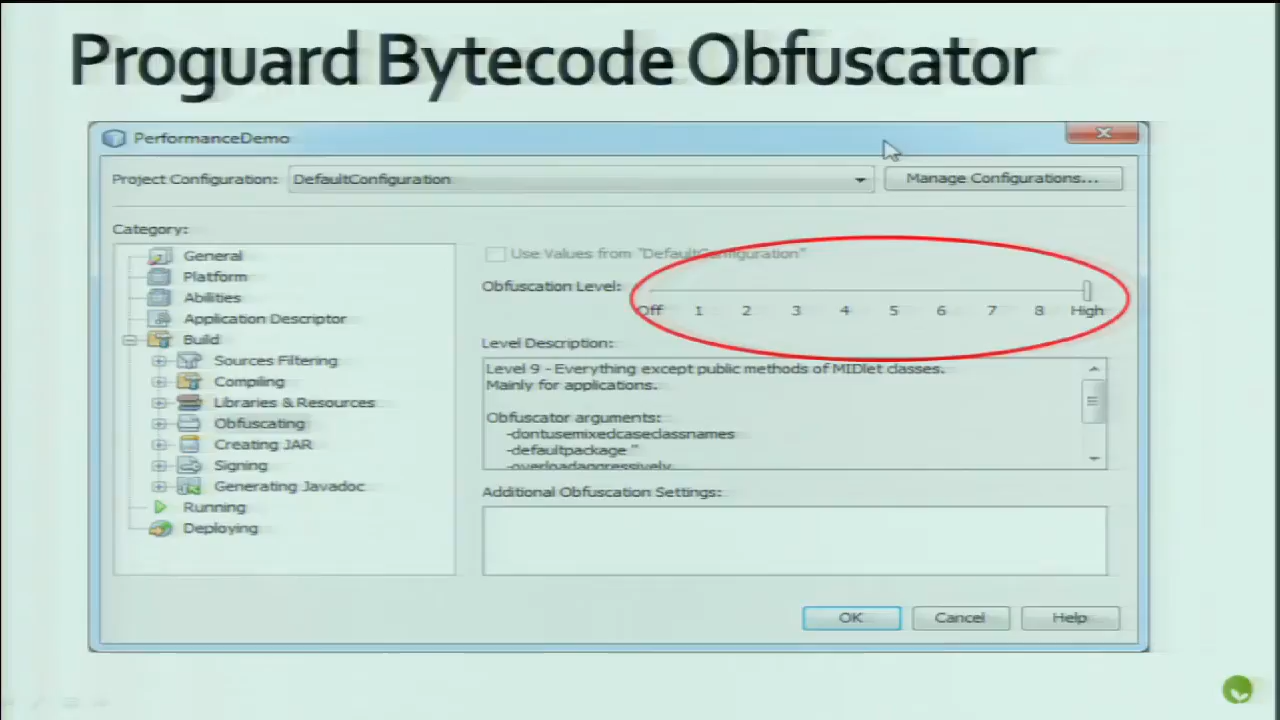 Proguard Bytecode Obfuscator
PerformanceDemo
Project Configuration: DefaultConfiguration Manage Configurations...
Category:
General
Platform
Abilities
Application Descriptor
Build
Sources Filtering
Compiling
Libraries & Resources
Obfuscating
Creating JAR
Signing
Generating Javadoc
Running
Deploying
Use Values from "DefaultConfiguration"
Obfuscation Level:
Off 1 2 3 4 5 6 7 8 High
Level Description:
Level 9 - Everything except public methods of MIDlet classes.
Mainly for applications.
Obfuscator arguments:
-dontusemixedcaseclassnames
-defaultpackage ''
-overloadaggressively
Additional Obfuscation Settings:
OK Cancel Help